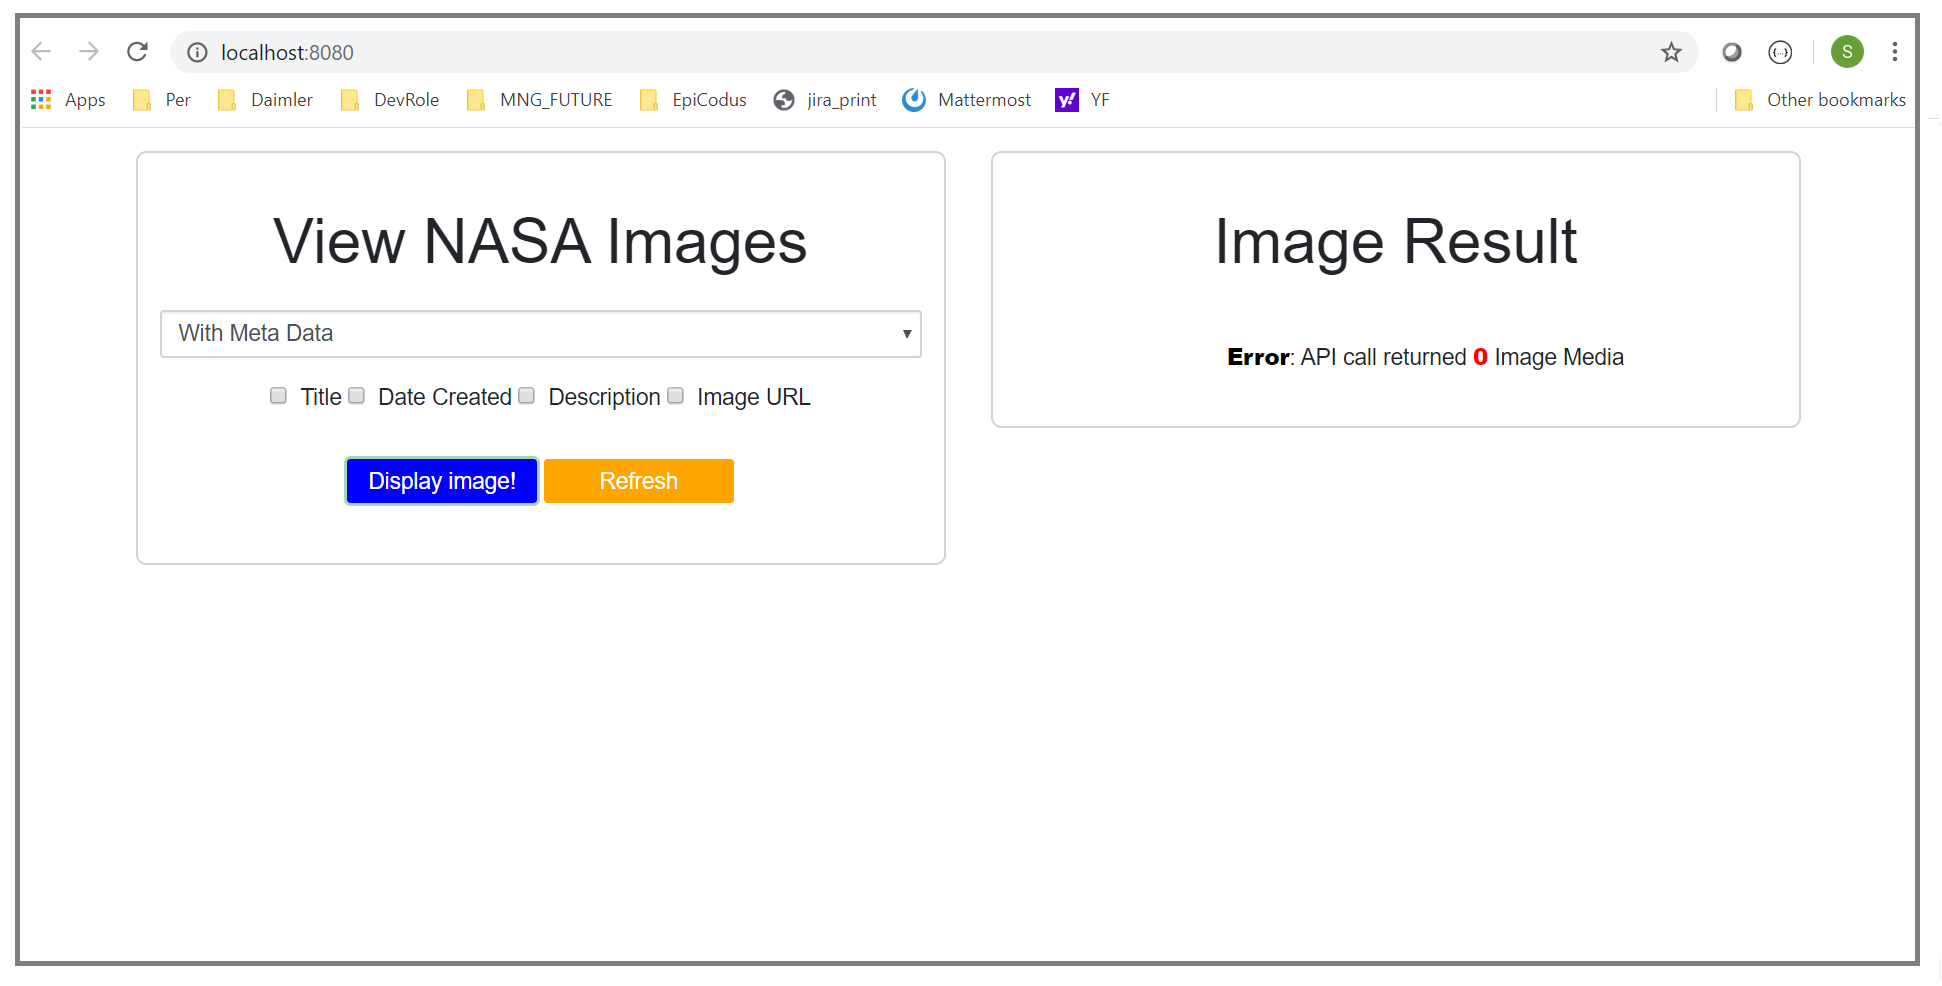 localhost:8080
S
Apps Per Daimler DevRole MNG_FUTURE EpiCodus jira_print Mattermost y! YF Other bookmarks
View NASA Images
With Meta Data
Title Date Created Description Image URL
Display image! Refresh
Image Result
Error: API call returned 0 Image Media